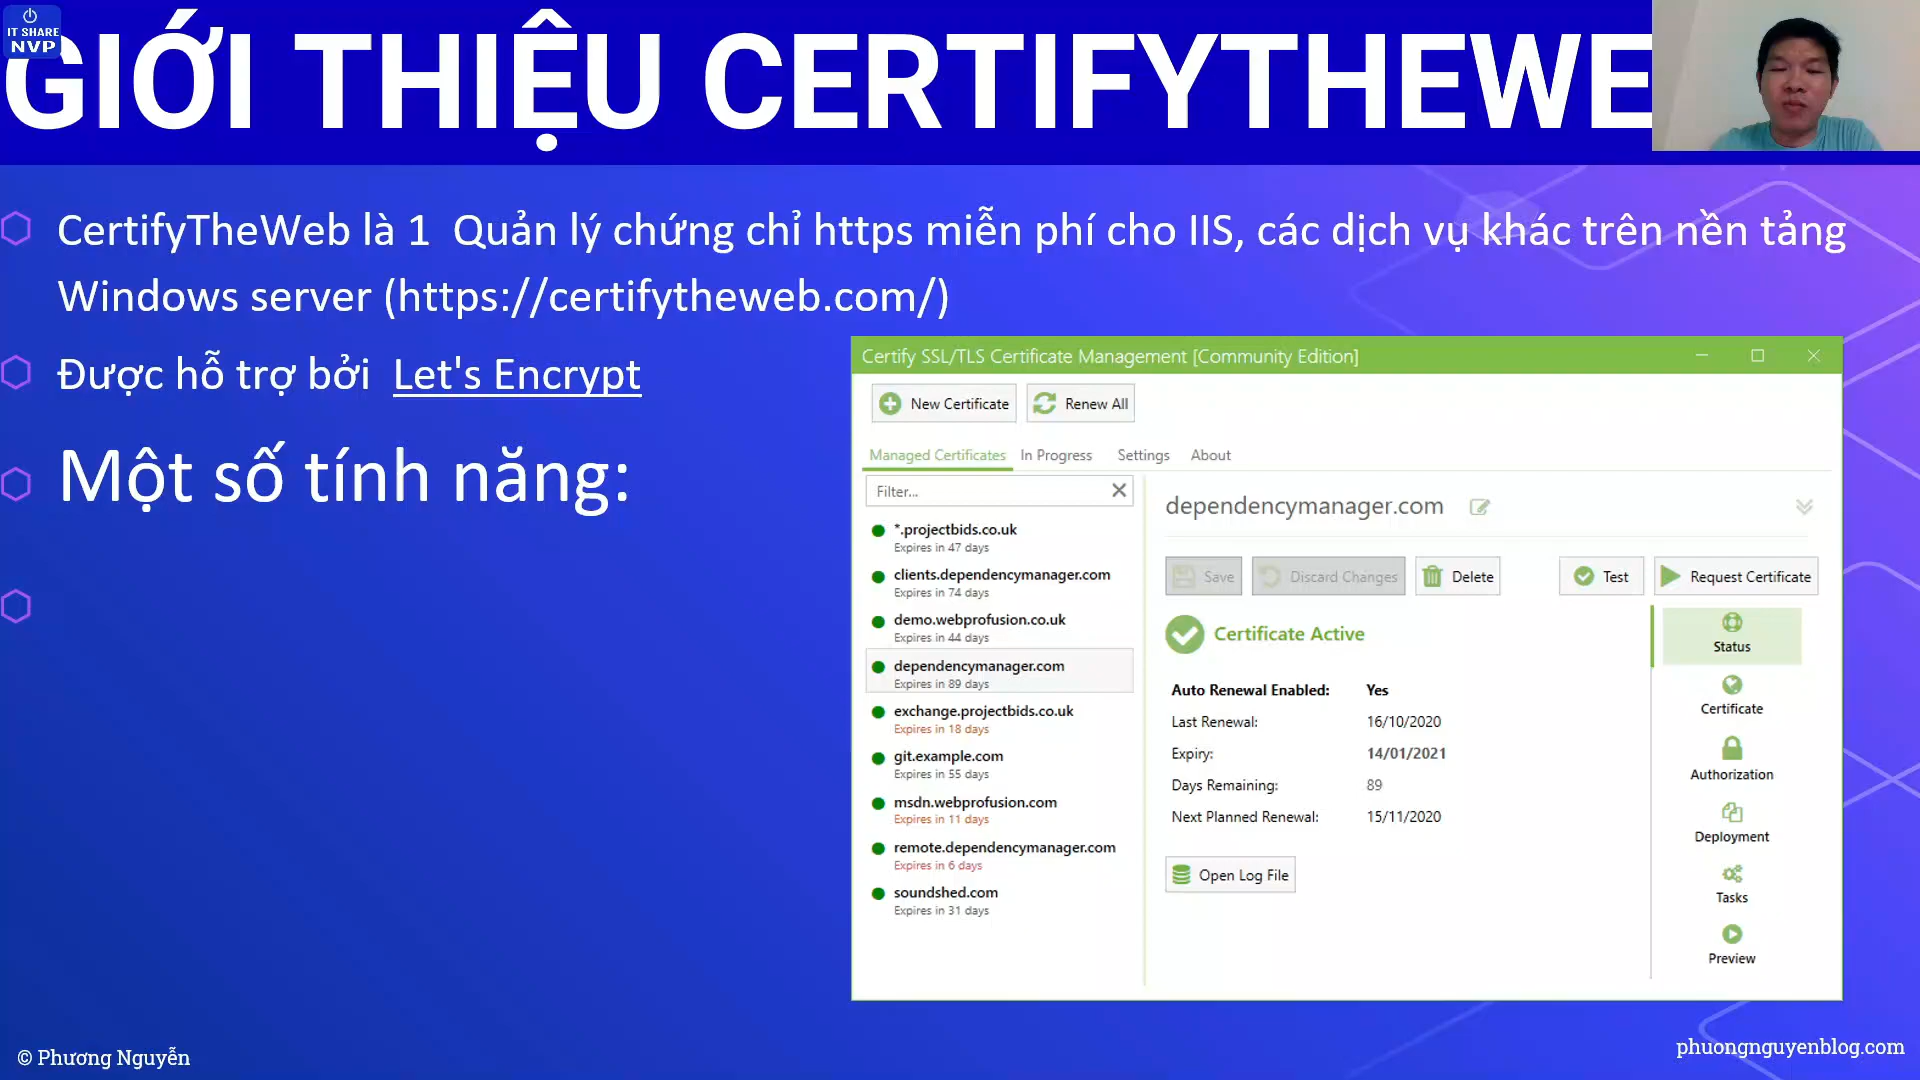 IT SHARE
NVP
GIỚI THIỆU CERTIFYTHEWE
CertifyTheWeb là 1 Quản lý chứng chỉ https miễn phí cho IIS, các dịch vụ khác trên nền tảng
Windows server (https://certifytheweb.com/)
Được hỗ trợ bởi Let's Encrypt
Một số tính năng:
Certify SSL/TLS Certificate Management [Community Edition]
New Certificate
Renew All
Managed Certificates
In Progress
Settings
About
Filter...
*.projectbids.co.uk
Expires in 47 days
clients.dependencymanager.com
Expires in 74 days
demo.webprofusion.co.uk
Expires in 44 days
dependencymanager.com
Expires in 89 days
exchange.projectbids.co.uk
Expires in 18 days
git.example.com
Expires in 55 days
msdn.webprofusion.com
Expires in 11 days
remote.dependencymanager.com
Expires in 6 days
soundshed.com
Expires in 31 days
dependencymanager.com
Save
Discard Changes
Delete
Test
Request Certificate
Certificate Active
Auto Renewal Enabled: Yes
Last Renewal: 16/10/2020
Expiry: 14/01/2021
Days Remaining: 89
Next Planned Renewal: 15/11/2020
Open Log File
Status
Certificate
Authorization
Deployment
Tasks
Preview
© Phương Nguyễn
phuongnguyenblog.com